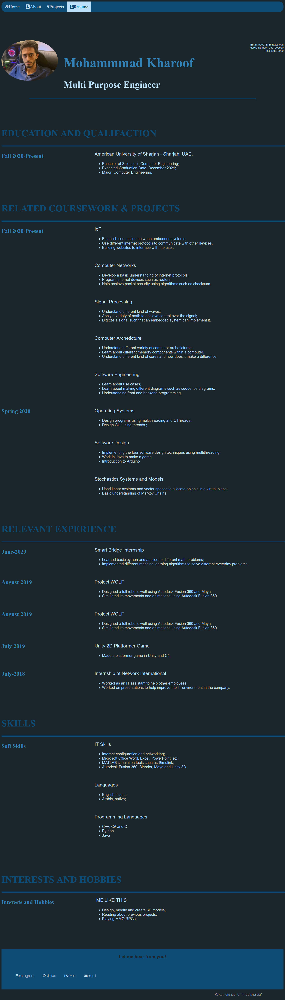 Home About Projects Resume
Email: b00073865@aus.edu
Mobile Number: 0507090950
Post code: 0000
Mohammmad Kharoof
Multi Purpose Engineer
EDUCATION AND QUALIFACTION
Fall 2020-Present
American University of Sharjah - Sharjah, UAE.
Bachelor of Science in Computer Engineering;
Expected Graduation Date, December 2021;
Major: Computer Engineering.
RELATED COURSEWORK & PROJECTS
Fall 2020-Present
IoT
Establish connection between embedded systems;
Use different internet protocols to communicate with other devices;
Building websites to interface with the user.
Computer Networks
Develop a basic understanding of internet protocols;
Program internet devices such as routers;
Help achieve packet security using algorithms such as checksum.
Signal Processing
Understand different kind of waves;
Apply a variety of math to achieve control over the signal;
Digitize a signal such that an embedded system can implement it.
Computer Archeticture
Understand different variety of computer archetictures;
Learn about different memory components within a computer;
Understand different kind of cores and how does it make a difference.
Software Engineering
Learn about use cases;
Learn about making different diagrams such as sequence diagrams;
Understanding front and backend programming.
Spring 2020
Operating Systems
Design programs using multithreading and QThreads;
Design GUI using threads.;
Software Design
Implementing the four software design techniques using multithreading;
Work in Java to make a game.
Introduction to Arduino
Stochastics Systems and Models
Used linear systems and vector spaces to allocate objects in a virtual place;
Basic understanding of Markov Chains
RELEVANT EXPERIENCE
June-2020
Smart Bridge Internship
Learned basic python and applied to different math problems;
Implemented different machine learning algorithms to solve different everyday problems.
August-2019
Project WOLF
Designed a full robotic wolf using Autodesk Fusion 360 and Maya.
Simulated its movements and animations using Autodesk Fusion 360.
August-2019
Project WOLF
Designed a full robotic wolf using Autodesk Fusion 360 and Maya.
Simulated its movements and animations using Autodesk Fusion 360.
July-2019
Unity 2D Platformer Game
Made a platformer game in Unity and C#.
July-2018
Internship at Network International
Worked as an IT assistant to help other employees;
Worked on presentations to help improve the IT environment in the company.
SKILLS
Soft Skills
IT Skills
Internet configuration and networking;
Microsoft Office Word, Excel, PowerPoint, etc;
MATLAB simulation tools such as Simulink;
Autodesk Fusion 360, Blender, Maya and Unity 3D.
Languages
English, fluent;
Arabic, native;
Programming Languages
C++, C# and C
Python
Java
INTERESTS AND HOBBIES
Interests and Hobbies
ME LIKE THIS
Design, modify and create 3D models;
Reading about previous projects;
Playing MMO RPGs;
Let me hear from you!
Instagram GitHub Fiverr Email
© Authors: Mohammad Kharouf